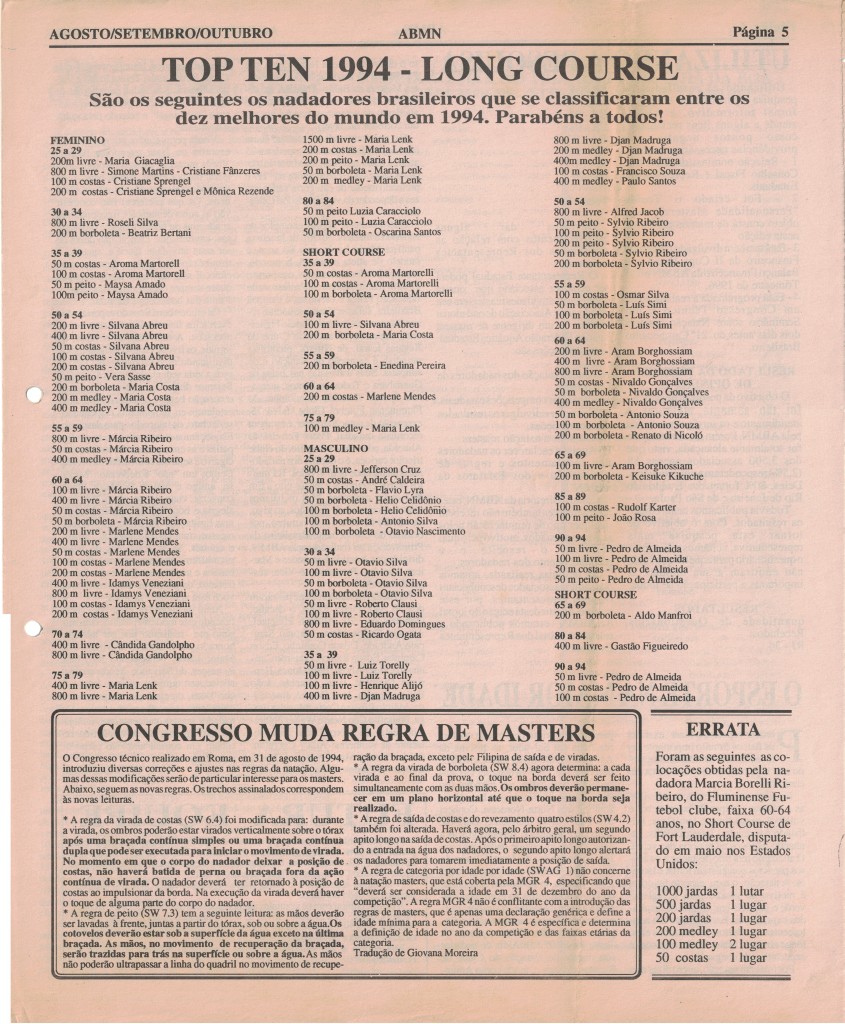 AGOSTO/SETEMBRO/OUTUBRO ABMN Página 5
TOP TEN 1994 - LONG COURSE
São os seguintes os nadadores brasileiros que se classificaram entre os
dez melhores do mundo em 1994. Parabéns a todos!
FEMININO
25 a 29
200m livre - Maria Giacaglia
800 m livre - Simone Martins - Cristiane Fânzeres
100 m costas - Cristiane Sprengel
200 m costas - Cristiane Sprengel e Mônica Rezende
30 a 34
800 m livre - Roseli Silva
200 m borboleta - Beatriz Bertani
35 a 39
50 m costas - Aroma Martorell
100 m costas - Aroma Martorell
50 m peito - Maysa Amado
100m peito - Maysa Amado
50 a 54
200 m livre - Silvana Abreu
400 m livre - Silvana Abreu
50 m costas - Silvana Abreu
100 m costas - Silvana Abreu
200 m costas - Silvana Abreu
50 m peito - Vera Sasse
200 m borboleta - Maria Costa
200 m medley - Maria Costa
400 m medley - Maria Costa
55 a 59
800 m livre - Márcia Ribeiro
50 m costas - Márcia Ribeiro
400 m medley - Márcia Ribeiro
60 a 64
100 m livre - Márcia Ribeiro
400 m livre - Márcia Ribeiro
50 m costas - Márcia Ribeiro
50 m borboleta - Márcia Ribeiro
200 m livre - Marlene Mendes
400 m livre - Marlene Mendes
50 m costas - Marlene Mendes
100 m costas - Marlene Mendes
200 m costas - Marlene Mendes
400 m livre - Idamys Veneziani
800 m livre - Idamys Veneziani
100 m costas - Idamys Veneziani
200 m costas - Idamys Veneziani
70 a 74
400 m livre - Cândida Gandolpho
800 m livre - Cândida Gandolpho
75 a 79
400 m livre - Maria Lenk
800 m livre - Maria Lenk
1500 m livre - Maria Lenk
200 m costas - Maria Lenk
200 m peito - Maria Lenk
50 m borboleta - Maria Lenk
200 m medley - Maria Lenk
80 a 84
50 m peito Luzia Caracciolo
100 m peito - Luzia Caracciolo
50 m borboleta - Oscarina Santos
SHORT COURSE
35 a 39
50 m costas - Aroma Martorelli
100 m costas - Aroma Martorelli
100 m borboleta - Aroma Martorelli
50 a 54
100 m livre - Silvana Abreu
200 m borboleta - Maria Costa
55 a 59
200 m borboleta - Enedina Pereira
60 a 64
200 m costas - Marlene Mendes
75 a 79
100 m medley - Maria Lenk
MASCULINO
25 a 29
800 m livre - Jefferson Cruz
50 m costas - André Caldeira
50 m borboleta - Flavio Lyra
50 m borboleta - Helio Celidônio
100 m borboleta - Helio Celidônio
100 m borboleta - Antonio Silva
100 m borboleta - Otavio Nascimento
30 a 34
50 m livre - Otavio Silva
100 m livre - Otavio Silva
50 m borboleta - Otavio Silva
100 m borboleta - Otavio Silva
50 m livre - Roberto Clausi
100 m livre - Roberto Clausi
800 m livre - Eduardo Domingues
50 m costas - Ricardo Ogata
35 a 39
50 m livre - Luiz Torelly
100 m livre - Luiz Torelly
100 m livre - Henrique Alijó
400 m livre - Djan Madruga
800 m livre - Djan Madruga
200 m medley - Djan Madruga
400m medley - Djan Madruga
100 m costas - Francisco Souza
400 m medley - Paulo Santos
50 a 54
800 m livre - Alfred Jacob
50 m peito - Sylvio Ribeiro
100 m peito - Sylvio Ribeiro
200 m peito - Sylvio Ribeiro
50 m borboleta - Sylvio Ribeiro
200 m borboleta - Sylvio Ribeiro
55 a 59
100 m costas - Osmar Silva
50 m borboleta - Luís Simi
100 m borboleta - Luís Simi
200 m borboleta - Luís Simi
60 a 64
200 m livre - Aram Borghossiam
400 m livre - Aram Borghossiam
800 m livre - Aram Borghossiam
50 m costas - Nivaldo Gonçalves
50 m borboleta - Nivaldo Gonçalves
400 m medley - Nivaldo Gonçalves
50 m borboleta - Antonio Souza
100 m borboleta - Antonio Souza
200 m borboleta - Renato di Nicoló
65 a 69
100 m livre - Aram Borghossiam
200 m borboleta - Keisuke Kikuche
85 a 89
100 m costas - Rudolf Karter
100 m peito - João Rosa
90 a 94
50 m livre - Pedro de Almeida
100 m livre - Pedro de Almeida
50 m costas - Pedro de Almeida
50 m peito - Pedro de Almeida
SHORT COURSE
65 a 69
200 m borboleta - Aldo Manfroi
80 a 84
400 m livre - Gastão Figueiredo
90 a 94
50 m livre - Pedro de Almeida
50 m costas - Pedro de Almeida
100 m costas - Pedro de Almeida
CONGRESSO MUDA REGRA DE MASTERS
O Congresso técnico realizado em Roma, em 31 de agosto de 1994,
introduziu diversas correções e ajustes nas regras da natação. Algu-
mas dessas modificações serão de particular interesse para os masters.
Abaixo, seguem as novas regras. Os trechos assinalados correspondem
às novas leituras.
* A regra da virada de costas (SW 6.4) foi modificada para: durante
a virada, os ombros poderão estar virados verticalmente sobre o tórax
após uma braçada contínua simples ou uma braçada contínua
dupla que pode ser executada para iniciar o movimento de virada.
No momento em que o corpo do nadador deixar a posição de
costas, não haverá batida de perna ou braçada fora da ação
contínua de virada. O nadador deverá ter retornado à posição de
costas ao impulsionar da borda. Na execução da virada deverá haver
o toque de alguma parte do corpo do nadador.
* A regra de peito (SW 7.3) tem a seguinte leitura: as mãos deverão
ser lavadas à frente, juntas a partir do tórax, sob ou sobre a água.Os
cotovelos deverão estar sob a superfície da água exceto na última
braçada. As mãos, no movimento de recuperação da braçada,
serão trazidas para trás na superfície ou sobre a água. As mãos
não poderão ultrapassar a linha do quadril no movimento de recupe-
ração da braçada, exceto pelr Filipina de saída e de viradas.
* A regra da virada de borboleta (SW 8.4) agora determina: a cada
virada e ao final da prova, o toque na borda deverá ser feito
simultaneamente com as duas mãos. Os ombros deverão permane-
cer em um plano horizontal até que o toque na borda seja
realizado.
* A regra de saída de costas e do revezamento quatro estilos (SW 4.2)
também foi alterada. Haverá agora, pelo árbitro geral, um segundo
apito longo na saída de costas. Após o primeiro apito longo autorizan-
do a entrada na água dos nadadores, o segundo apito longo alertará
os nadadores para tomarem imediatamente a posição de saída.
* A regra de categoria por idade por idade (SWAG 1) não concerne
à natação masters, que está coberta pela MGR 4, especificando que
"deverá ser considerada a idade em 31 de dezembro do ano da
competição". A regra MGR 4 não é conflitante com a introdução das
regras de masters, que é apenas uma declaração genérica e define a
idade mínima para a categoria. A MGR 4 é específica e determina
a definição de idade no ano da competição e das faixas etárias da
categoria.
Tradução de Giovana Moreira
ERRATA
Foram as seguintes as co-
locações obtidas pela na-
dadora Marcia Borelli Ri-
beiro, do Fluminense Fu-
tebol clube, faixa 60-64
anos, no Short Course de
Fort Lauderdale, disputa-
do em maio nos Estados
Unidos:
1000 jardas 1 lutar
500 jardas 1 lugar
200 jardas 1 lugar
200 medley 1 lugar
100 medley 2 lugar
50 costas 1 lugar